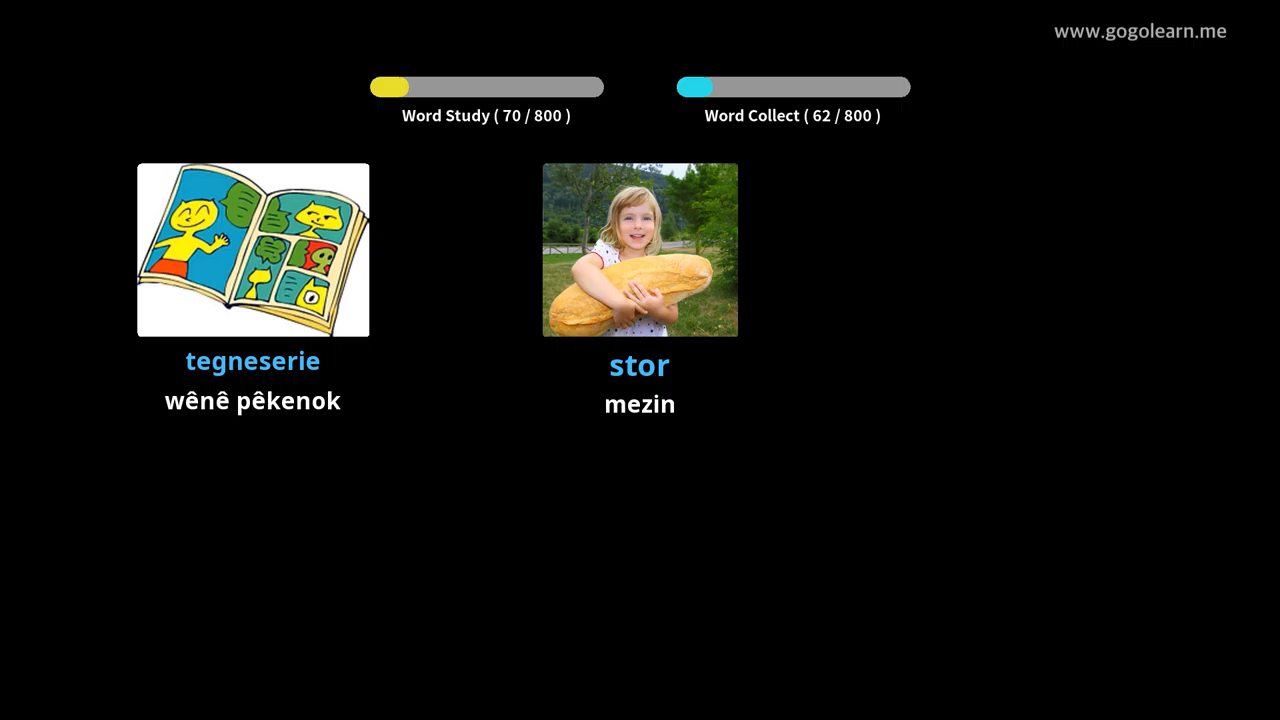 www.gogolearn.me
Word Study ( 70 / 800 )
Word Collect ( 62 / 800 )
tegneserie
wênê pêkenok
stor
mezin